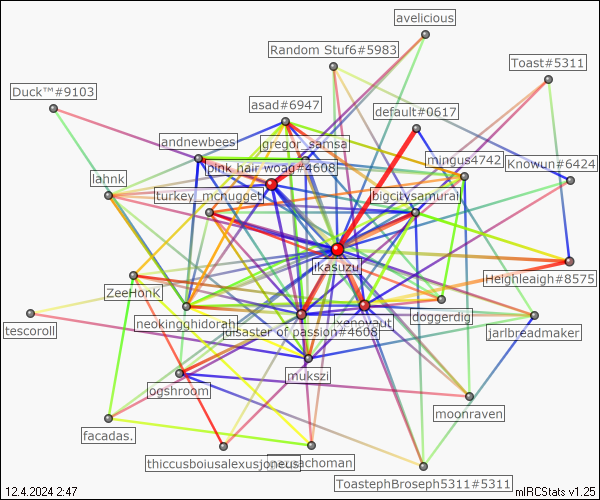 avelicious
Random Stuf6#5983
Toast#5311
Duck™#9103
asad#6947
default#0617
andnewbees
gregor_samsa
mingus4742
Knowun#6424
pink hair woag#4608
lahnk
turkey_mcnugget
bigcitysamurai
ikasuzu
Heighleaigh#8575
ZeeHonk
neokingghidorah
disaster of passion#4608
xenovaut
doggerdig
tescoroll
jarlbreadmaker
mukszi
ogshroom
moonraven
facadas.
thiccusboiusalexusjoneus
ToastephBroseph5311#5311
12.4.2024 2:47
mIRCStats v1.25